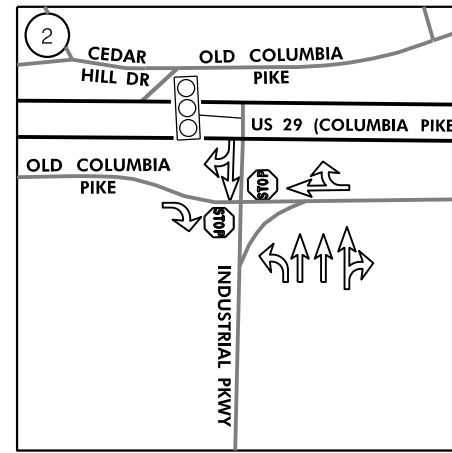 2
CEDAR
HILL DR
OLD COLUMBIA
PIKE
US 29 (COLUMBIA PIKE
OLD COLUMBIA
PIKE
STOP
STOP
INDUSTRIAL PKWY